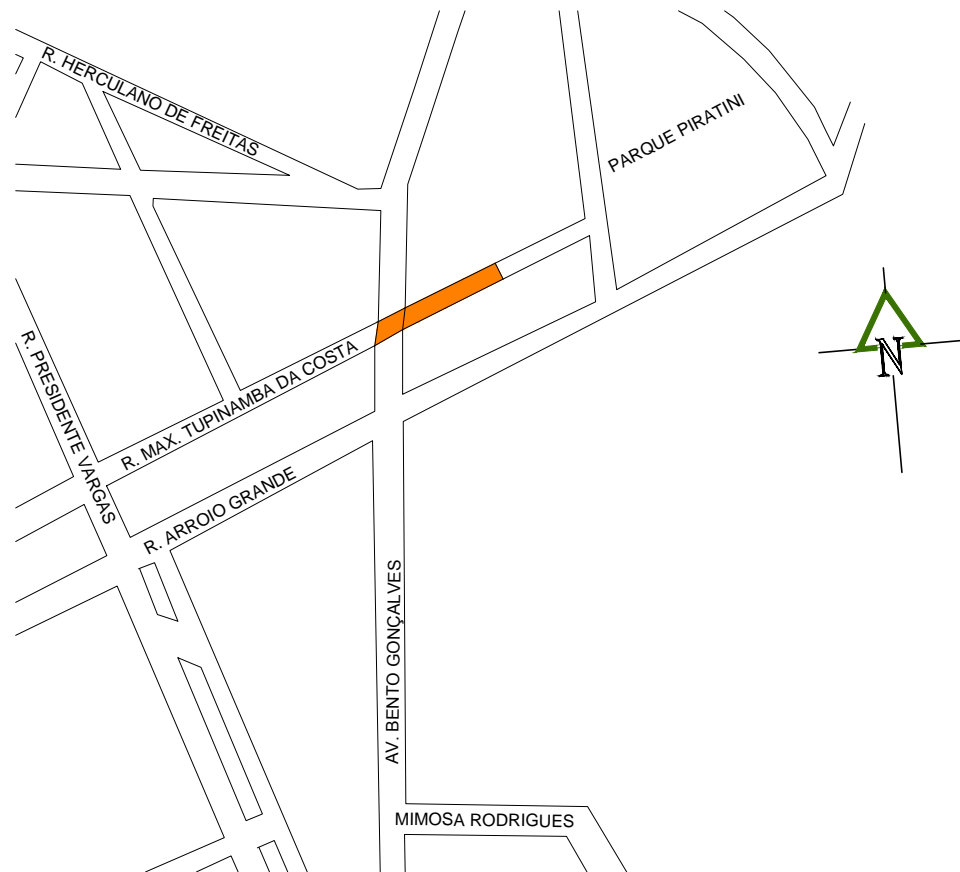 R. HERCULANO DE FREITAS
PARQUE PIRATINI
N
R. PRESIDENTE VARGAS
R. MAX. TUPINAMBA DA COSTA
R. ARROIO GRANDE
AV. BENTO GONÇALVES
MIMOSA RODRIGUES